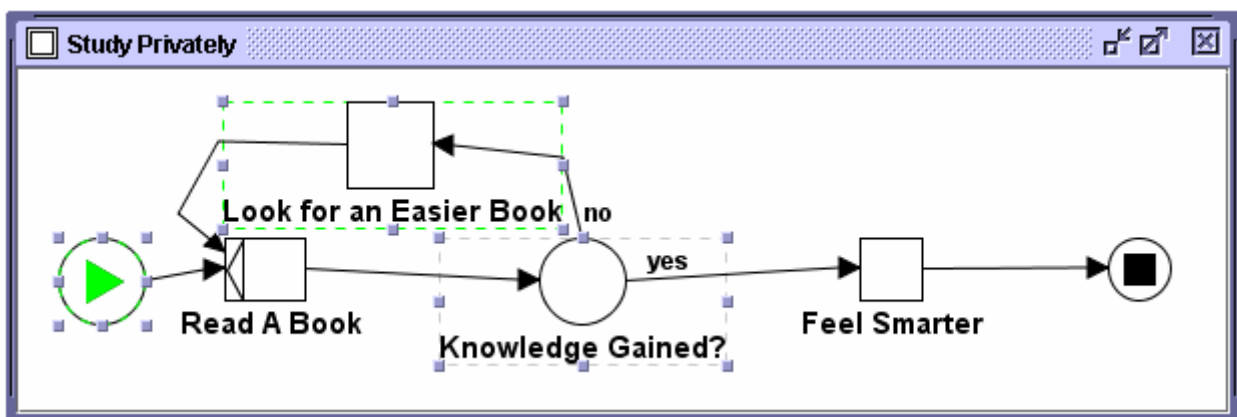 Study Privately
Look for an Easier Book
no
yes
Read A Book
Feel Smarter
Knowledge Gained?